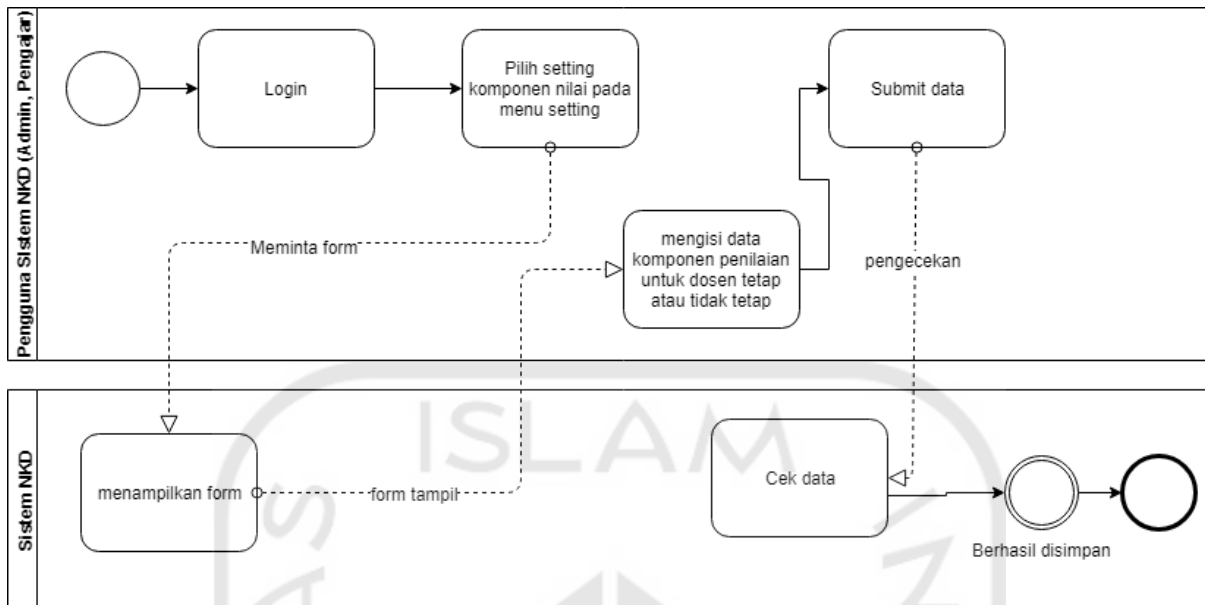 Pengguna Sistem NKD (Admin, Pengajar)
Login
Pilih setting
komponen nilai pada
menu setting
Submit data
Meminta form
mengisi data
komponen penilaian
untuk dosen tetap
atau tidak tetap
pengecekan
Sistem NKD
menampilkan form
form tampil
Cek data
Berhasil disimpan
ISLAM